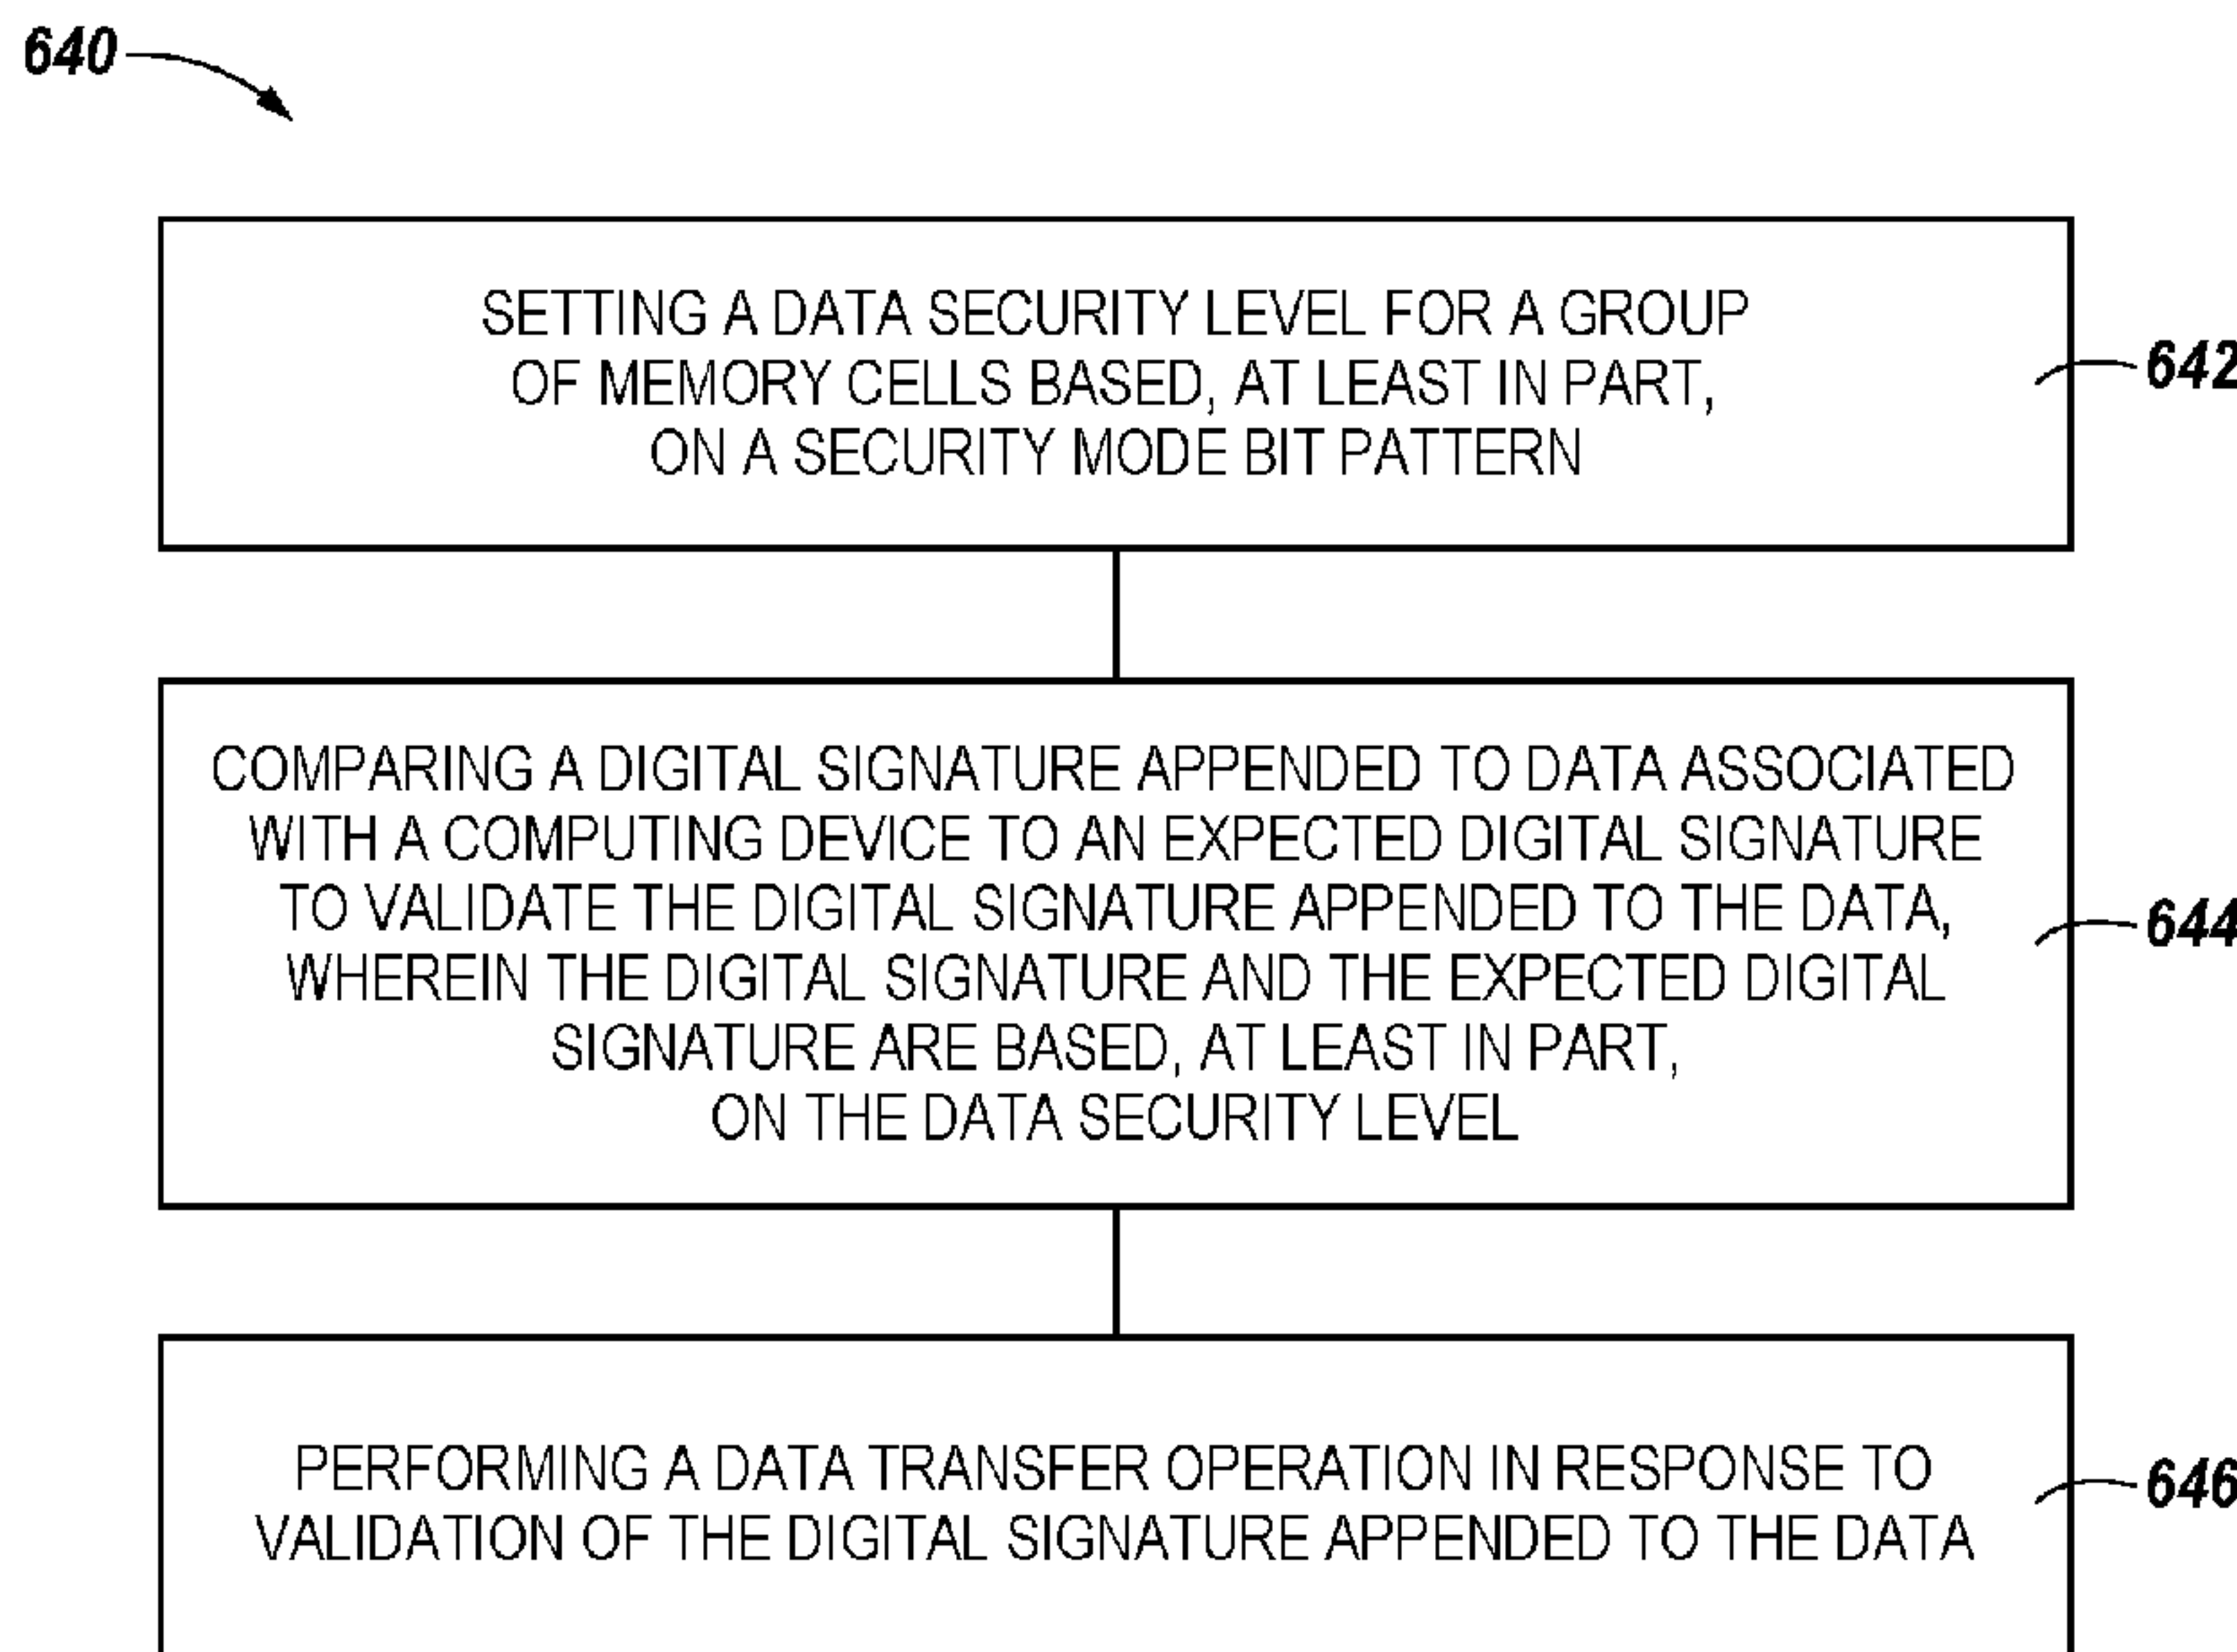 640
SETTING A DATA SECURITY LEVEL FOR A GROUP
OF MEMORY CELLS BASED, AT LEAST IN PART,
ON A SECURITY MODE BIT PATTERN
642
COMPARING A DIGITAL SIGNATURE APPENDED TO DATA ASSOCIATED
WITH A COMPUTING DEVICE TO AN EXPECTED DIGITAL SIGNATURE
TO VALIDATE THE DIGITAL SIGNATURE APPENDED TO THE DATA,
WHEREIN THE DIGITAL SIGNATURE AND THE EXPECTED DIGITAL
SIGNATURE ARE BASED, AT LEAST IN PART,
ON THE DATA SECURITY LEVEL
644
PERFORMING A DATA TRANSFER OPERATION IN RESPONSE TO
VALIDATION OF THE DIGITAL SIGNATURE APPENDED TO THE DATA
646